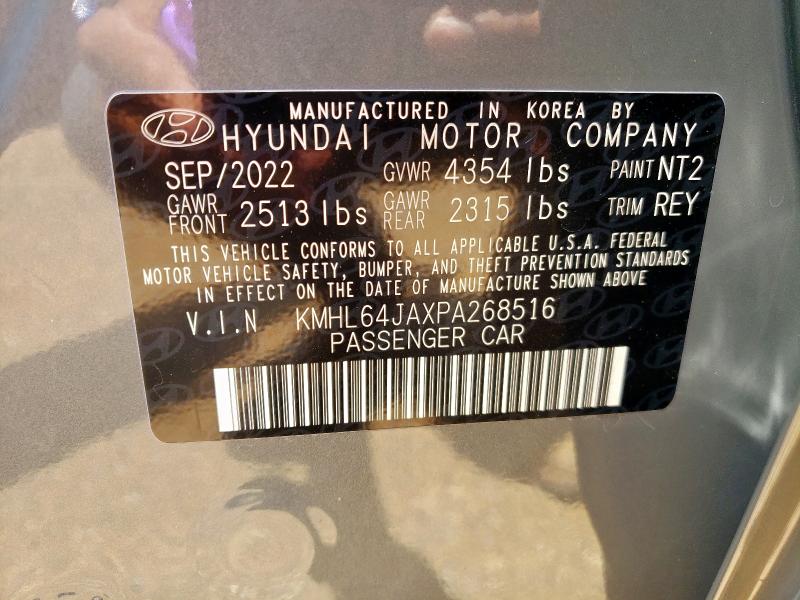 MANUFACTURED IN KOREA BY
HYUNDAI MOTOR COMPANY
SEP/2022 GVWR 4354 lbs PAINT NT2
GAWR FRONT 2513 lbs GAWR REAR 2315 lbs TRIM REY
THIS VEHICLE CONFORMS TO ALL APPLICABLE U.S.A. FEDERAL
MOTOR VEHICLE SAFETY, BUMPER, AND THEFT PREVENTION STANDARDS
IN EFFECT ON THE DATE OF MANUFACTURE SHOWN ABOVE
V.I.N KMHL64JAXPA268516
PASSENGER CAR